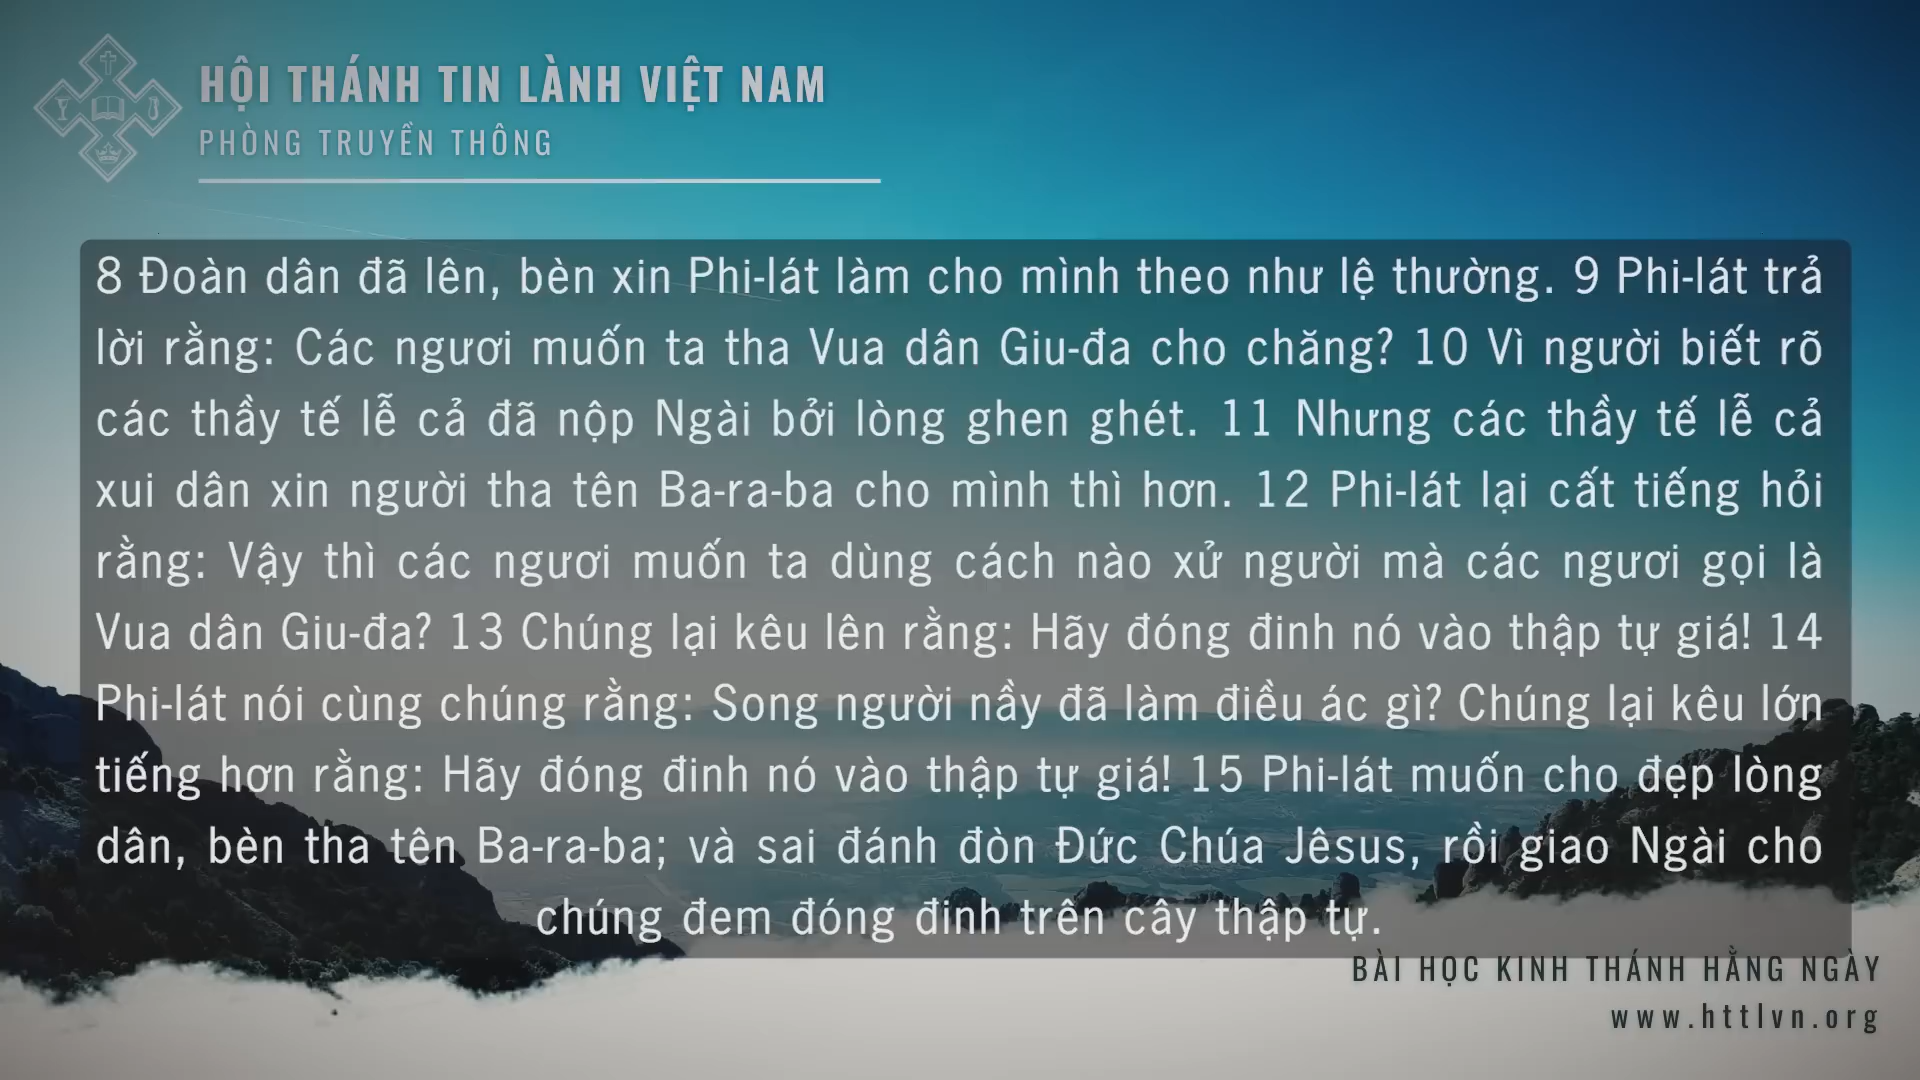 HỘI THÁNH TIN LÀNH VIỆT NAM
PHÒNG TRUYỀN THÔNG
8 Đoàn dân đã lên, bèn xin Phi-lát làm cho mình theo như lệ thường. 9 Phi-lát trả
lời rằng: Các ngươi muốn ta tha Vua dân Giu-đa cho chăng? 10 Vì người biết rõ
các thầy tế lễ cả đã nộp Ngài bởi lòng ghen ghét. 11 Nhưng các thầy tế lễ cả
xui dân xin người tha tên Ba-ra-ba cho mình thì hơn. 12 Phi-lát lại cất tiếng hỏi
rằng: Vậy thì các ngươi muốn ta dùng cách nào xử người mà các ngươi gọi là
Vua dân Giu-đa? 13 Chúng lại kêu lên rằng: Hãy đóng đinh nó vào thập tự giá! 14
Phi-lát nói cùng chúng rằng: Song người nầy đã làm điều ác gì? Chúng lại kêu lớn
tiếng hơn rằng: Hãy đóng đinh nó vào thập tự giá! 15 Phi-lát muốn cho đẹp lòng
dân, bèn tha tên Ba-ra-ba; và sai đánh đòn Đức Chúa Jêsus, rồi giao Ngài cho
chúng đem đóng đinh trên cây thập tự.
BÀI HỌC KINH THÁNH HẰNG NGÀY
www.httlvn.org